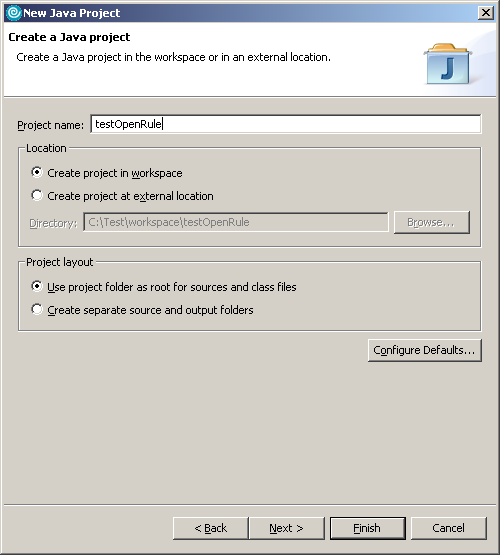 New Java Project
Create a Java project
Create a Java project in the workspace or in an external location.
Project name: testOpenRule
Location
Create project in workspace
Create project at external location
Directory: C:\Test\workspace\testOpenRule Browse...
Project layout
Use project folder as root for sources and class files
Create separate source and output folders
Configure Defaults...
< Back Next > Finish Cancel